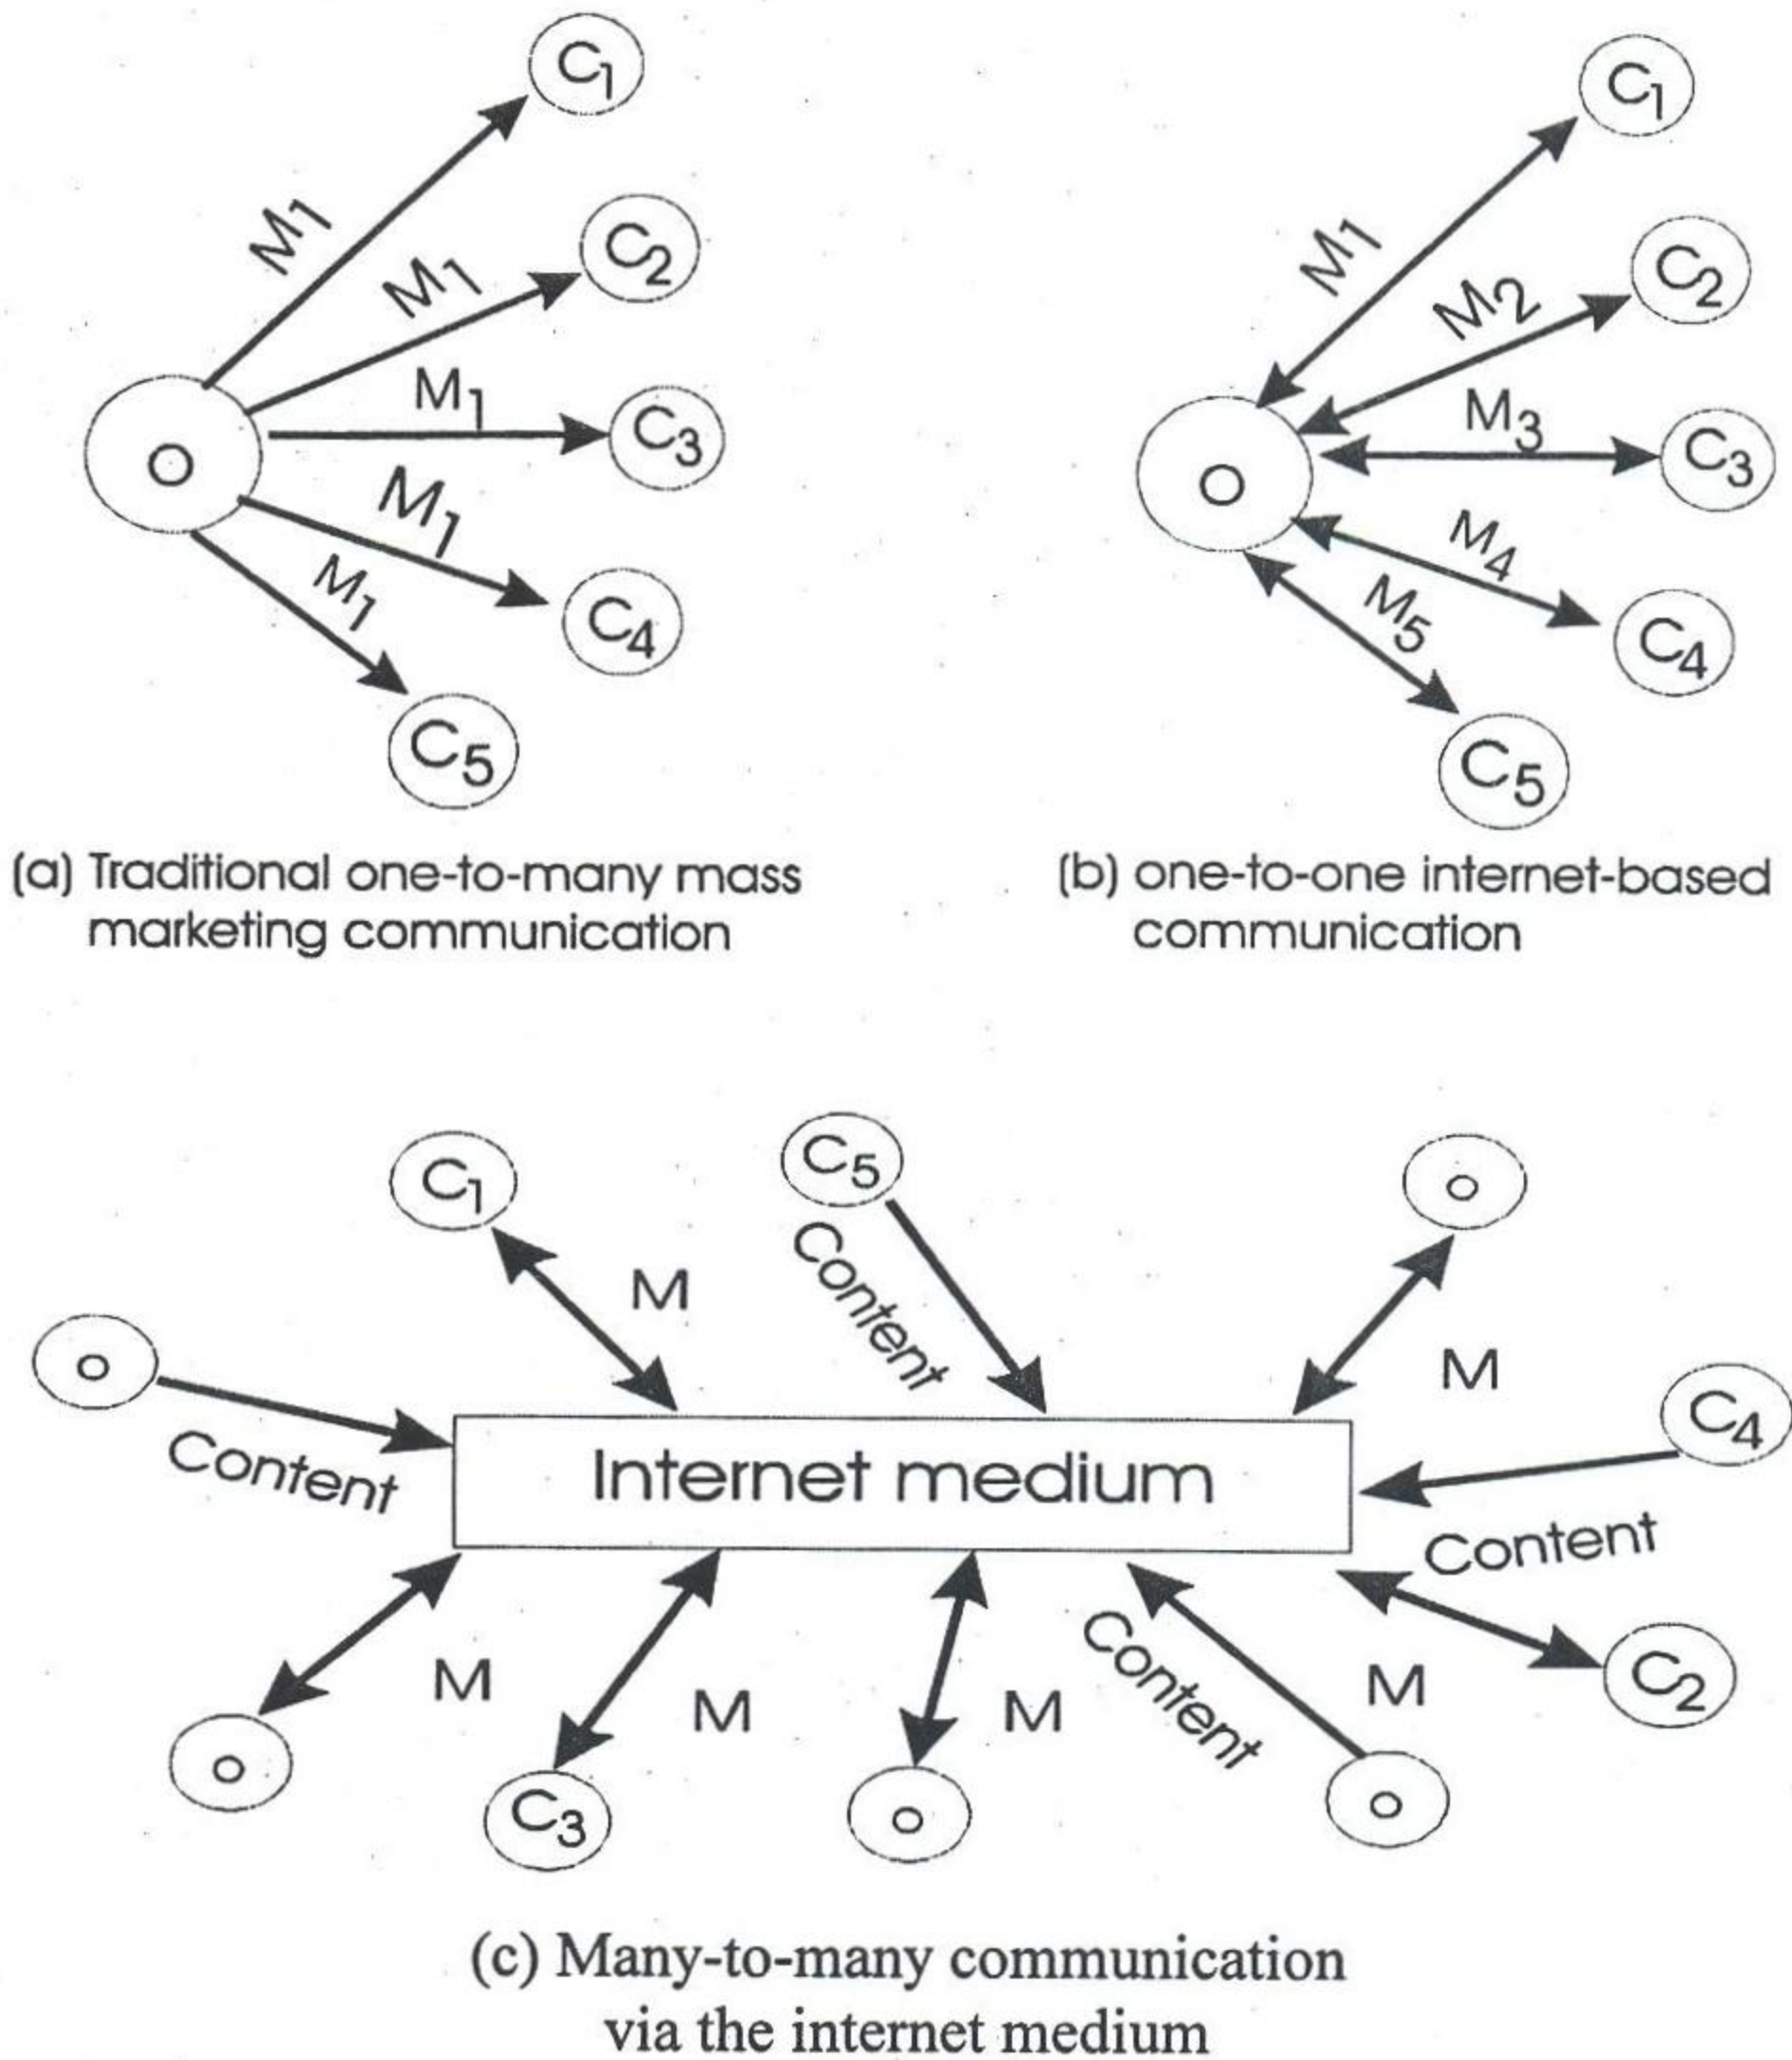 C1
M1
C2
M1
M1
C3
O
M1
C4
M1
C5
(a) Traditional one-to-many mass
marketing communication
C1
M1
C2
M2
M3
C3
O
M4
C4
M5
C5
(b) one-to-one internet-based
communication
C1
C5
O
M
Content
O
M
C4
Content
Internet medium
Content
M
M
M
Content
M
C2
O
C3
O
O
(c) Many-to-many communication
via the internet medium